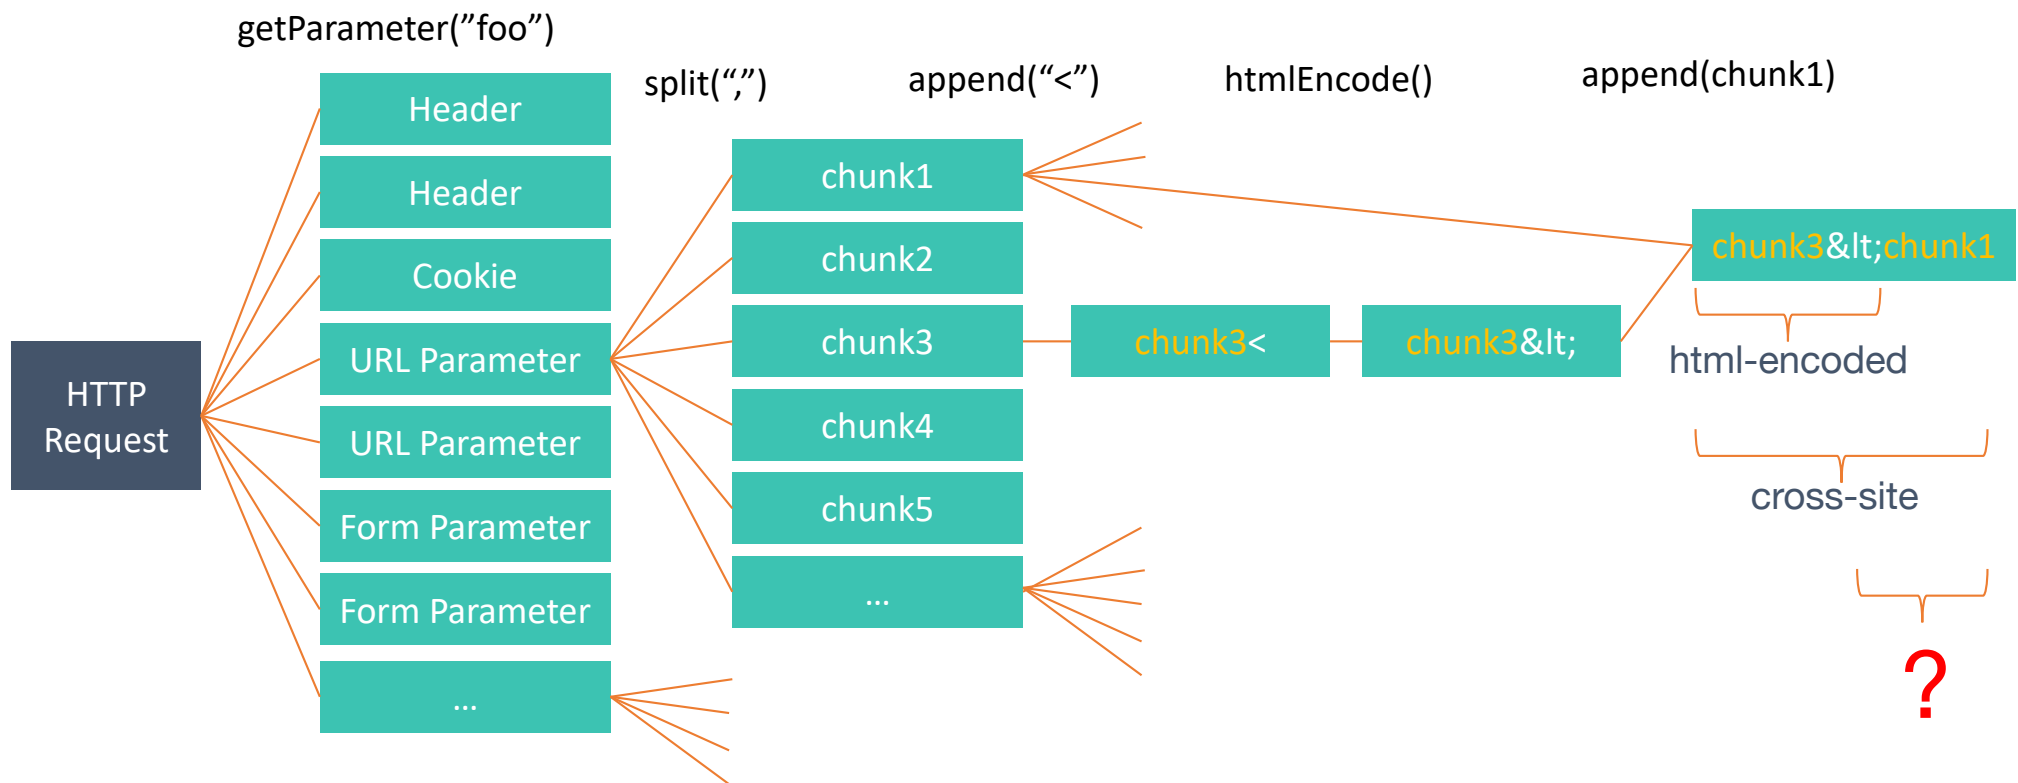 getParameter(”foo”)
split(“,”)
append(“<”)
htmlEncode()
append(chunk1)
HTTP
Request
Header
Header
Cookie
URL Parameter
URL Parameter
Form Parameter
Form Parameter
...
chunk1
chunk2
chunk3
chunk4
chunk5
...
chunk3<
chunk3&lt;
chunk3&lt;chunk1
html-encoded
cross-site
?